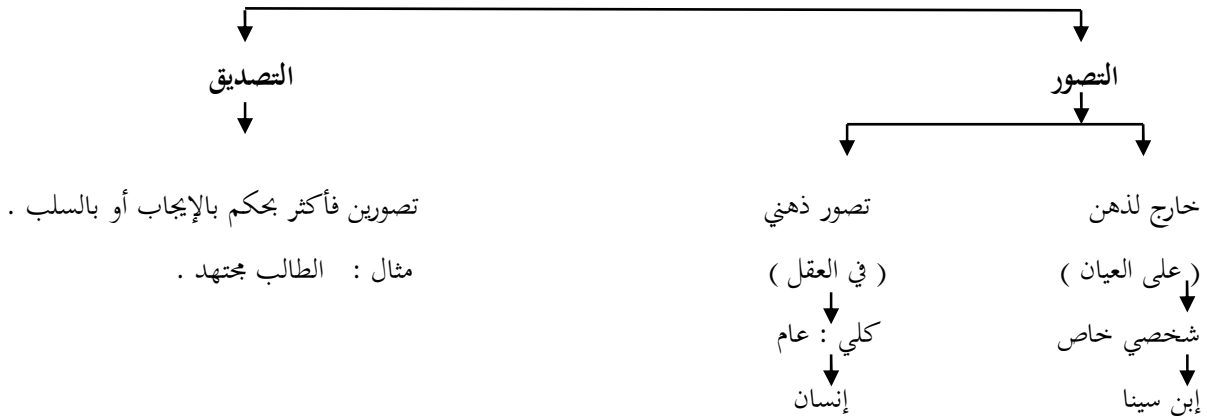 التصور
التصديق
خارج لذهن
تصور ذهني
تصورين فأكثر بحكم بالإيجاب أو بالسلب .
( على العيان )
( في العقل )
مثال : الطالب مجتهد .
شخصي خاص
كلي : عام
إبن سينا
إنسان